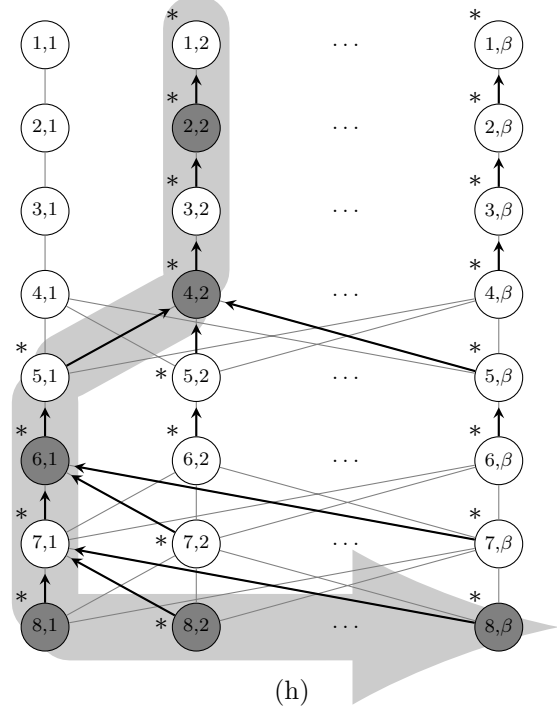 1,1 * 1,2 ··· * 1,β
2,1 * 2,2 ··· * 2,β
3,1 * 3,2 ··· * 3,β
4,1 * 4,2 ··· * 4,β
* 5,1 * 5,2 ··· * 5,β
* 6,1 * 6,2 ··· * 6,β
* 7,1 * 7,2 ··· * 7,β
* 8,1 * 8,2 ··· * 8,β
(h)